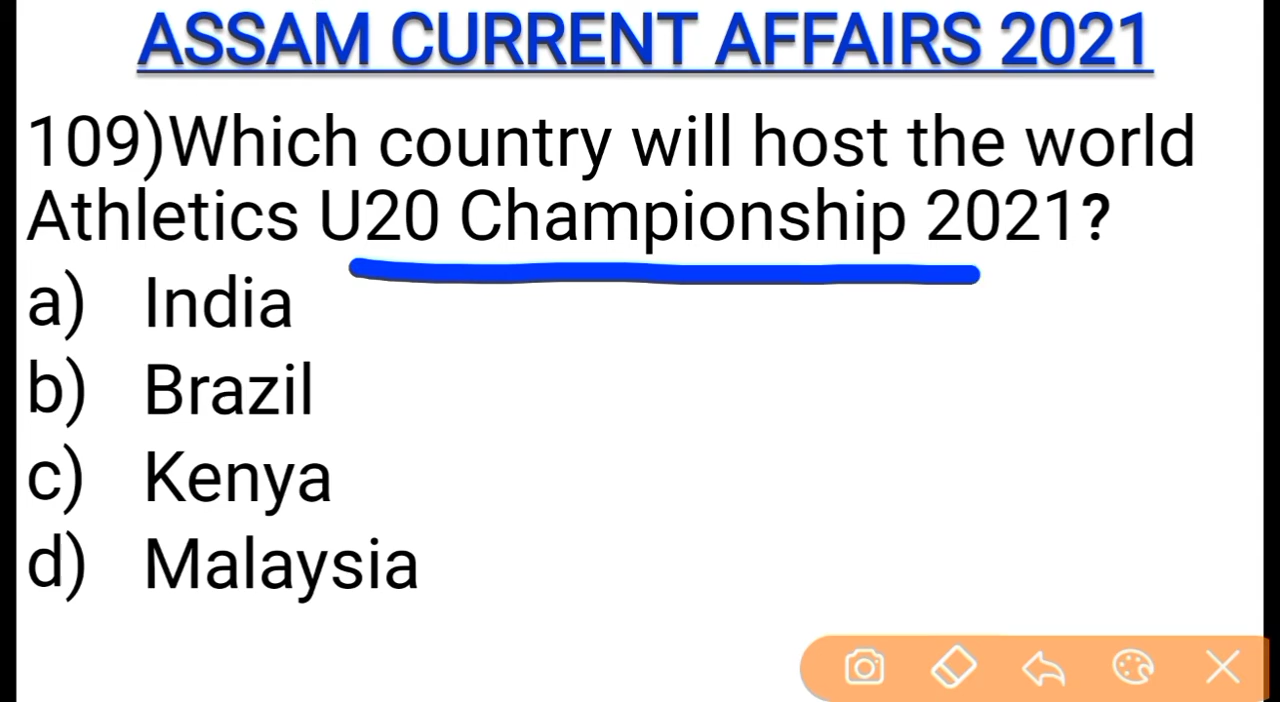 ASSAM CURRENT AFFAIRS 2021
109)Which country will host the world
Athletics U20 Championship 2021?
a) India
b) Brazil
c) Kenya
d) Malaysia